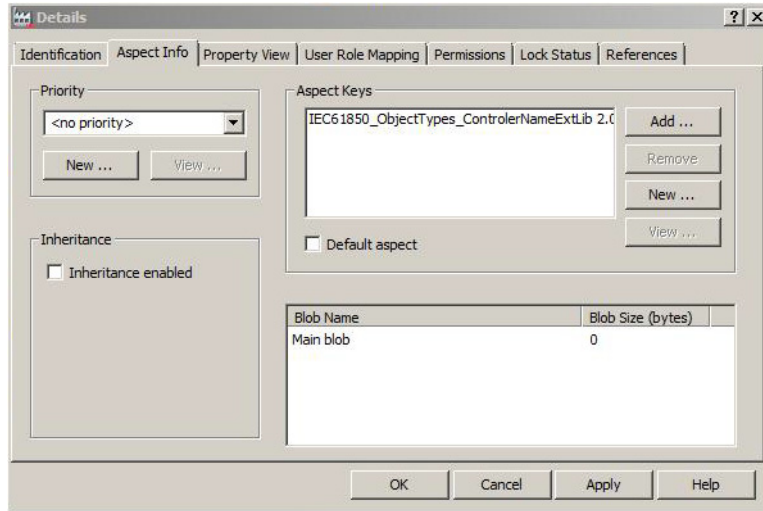 Details
Identification
Aspect Info
Property View
User Role Mapping
Permissions
Lock Status
References
Priority
<no priority>
New ...
View ...
Inheritance
Inheritance enabled
Aspect Keys
IEC61850_ObjectTypes_ControlerNameExtLib 2.0
Add ...
Remove
New ...
View ...
Default aspect
Blob Name Blob Size (bytes)
Main blob 0
OK
Cancel
Apply
Help